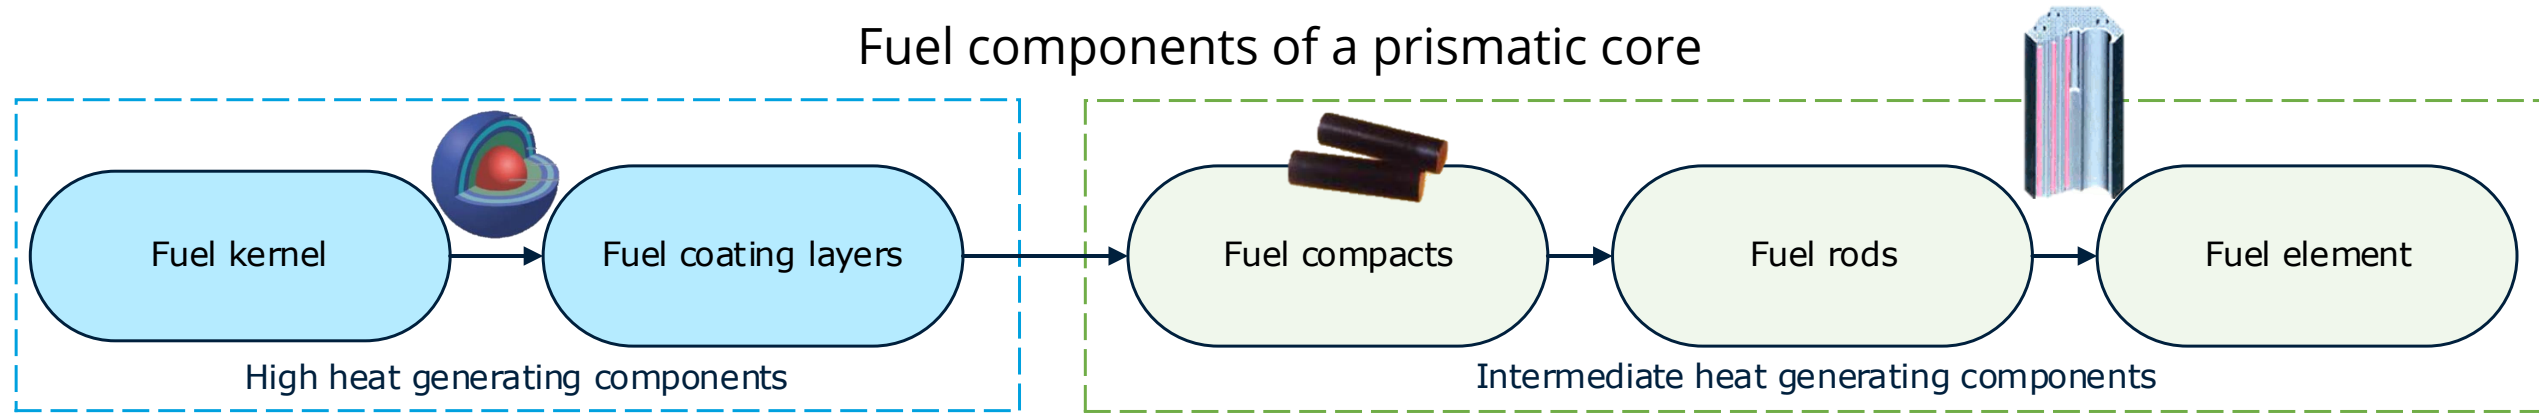 Fuel components of a prismatic core
Fuel kernel
Fuel coating layers
Fuel compacts
Fuel rods
Fuel element
High heat generating components
Intermediate heat generating components